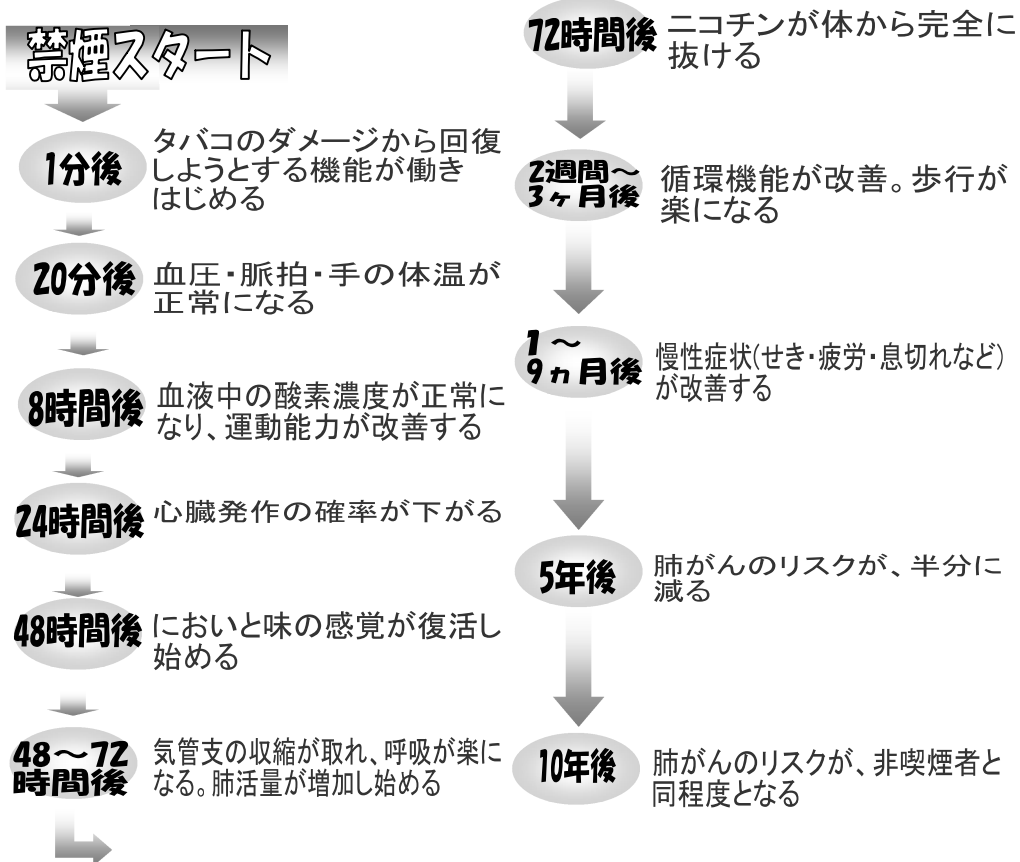 禁煙スタート
1分後
タバコのダメージから回復
しようとする機能が働き
はじめる
20分後
血圧・脈拍・手の体温が
正常になる
8時間後
血液中の酸素濃度が正常に
なり、運動能力が改善する
24時間後
心臓発作の確率が下がる
48時間後
においと味の感覚が復活し
始める
48～72
時間後
気管支の収縮が取れ、呼吸が楽に
なる。肺活量が増加し始める
72時間後
ニコチンが体から完全に
抜ける
2週間～
3ヶ月後
循環機能が改善。歩行が
楽になる
1～
9ヵ月後
慢性症状(せき・疲労・息切れなど)
が改善する
5年後
肺がんのリスクが、半分に
減る
10年後
肺がんのリスクが、非喫煙者と
同程度となる